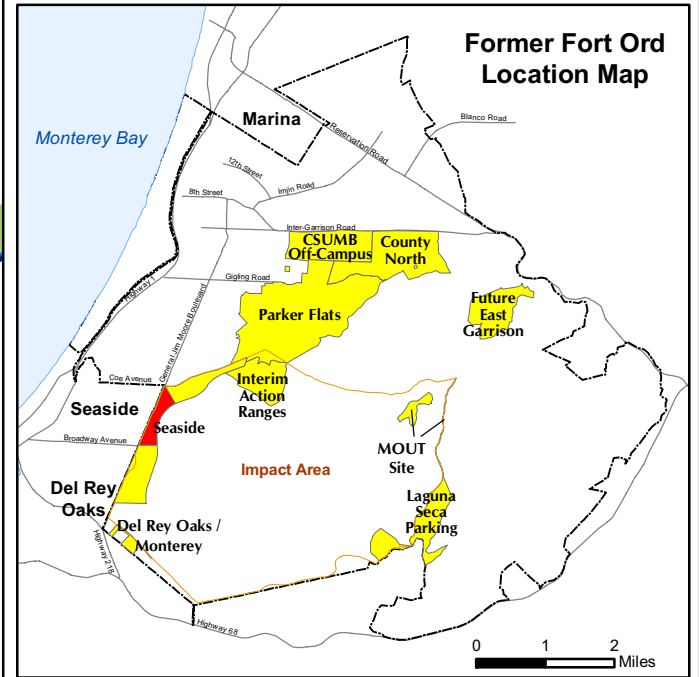 Former Fort Ord
Location Map
Monterey Bay
Marina
Blanco Road
Reservation Road
12th Street
Imjin Road
8th Street
Inter-Garrison Road
CSUMB
Off-Campus
County
North
Highway 1
Gigling Road
General Jim Moore Boulevard
Parker Flats
Future
East
Garrison
Coe Avenue
Interim
Action
Ranges
Seaside
Seaside
Broadway Avenue
MOUT
Site
Impact Area
Del Rey
Oaks
Laguna
Seca
Parking
Del Rey Oaks /
Monterey
Highway 218
Highway 68
0 1 2
Miles